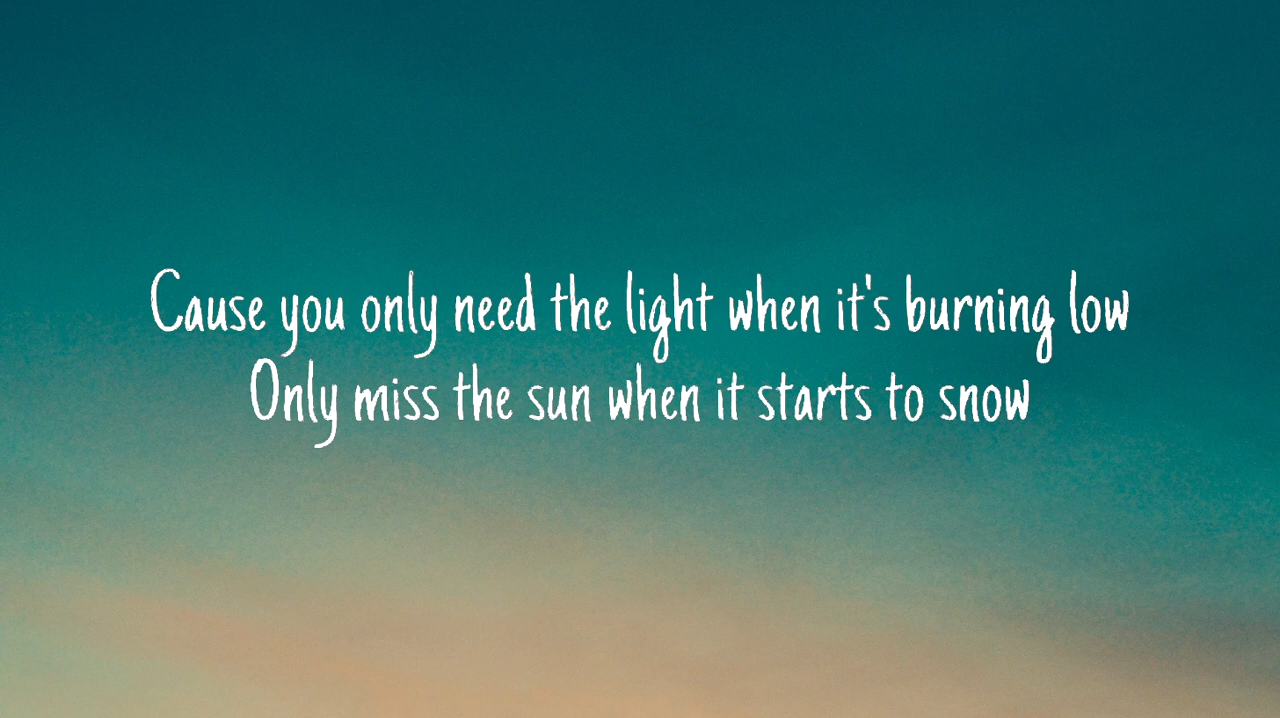 Cause you only need the light when it's burning low
Only miss the sun when it starts to snow